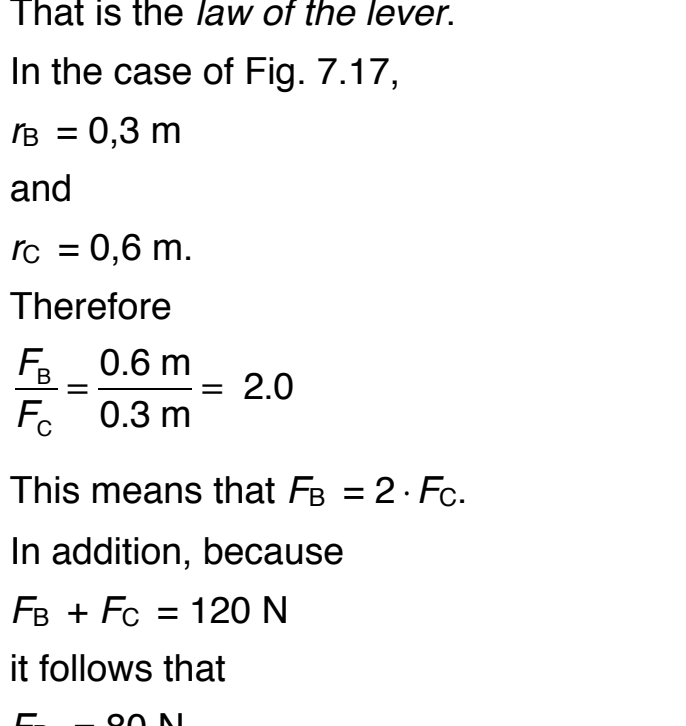 That is the law of the lever.
In the case of Fig. 7.17,
rB = 0,3 m
and
rC = 0,6 m.
Therefore
FB / FC = 0.6 m / 0.3 m = 2.0
This means that FB = 2 · FC.
In addition, because
FB + FC = 120 N
it follows that
FB = 80 N